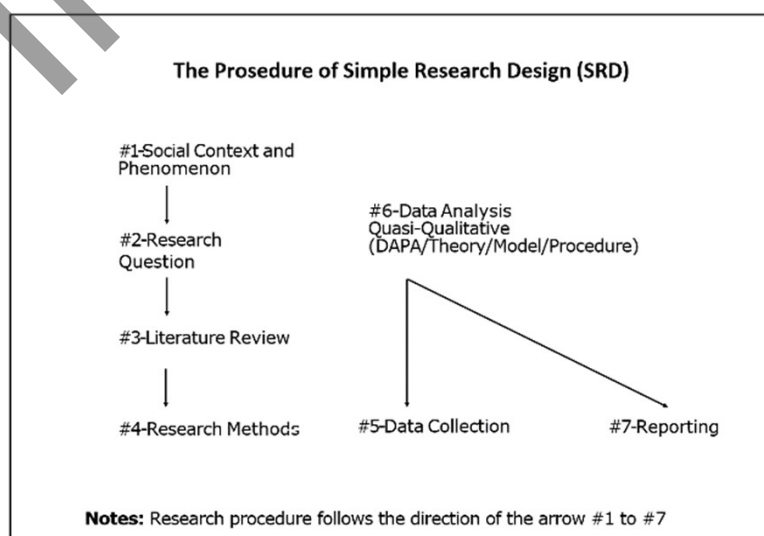 The Prosedure of Simple Research Design (SRD)
#1-Social Context and
Phenomenon
#2-Research
Question
#3-Literature Review
#4-Research Methods
#6-Data Analysis
Quasi-Qualitative
(DAPA/Theory/Model/Procedure)
#5-Data Collection
#7-Reporting
Notes: Research procedure follows the direction of the arrow #1 to #7